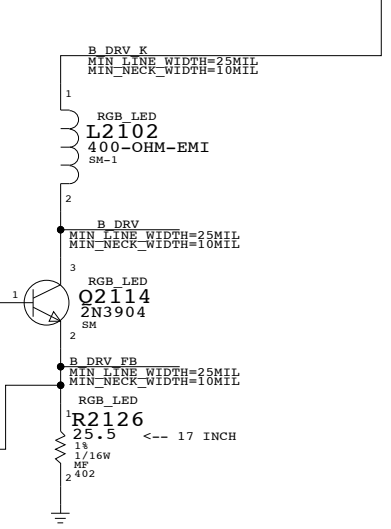 B_DRV_K
MIN_LINE_WIDTH=25MIL
MIN_NECK_WIDTH=10MIL
1
RGB_LED
L2102
400-OHM-EMI
SM-1
2
B_DRV
MIN_LINE_WIDTH=25MIL
MIN_NECK_WIDTH=10MIL
3
RGB_LED
1
Q2114
2N3904
SM
2
B_DRV_FB
MIN_LINE_WIDTH=25MIL
MIN_NECK_WIDTH=10MIL
RGB_LED
1
R2126
25.5 <-- 17 INCH
1%
1/16W
MF
2 402